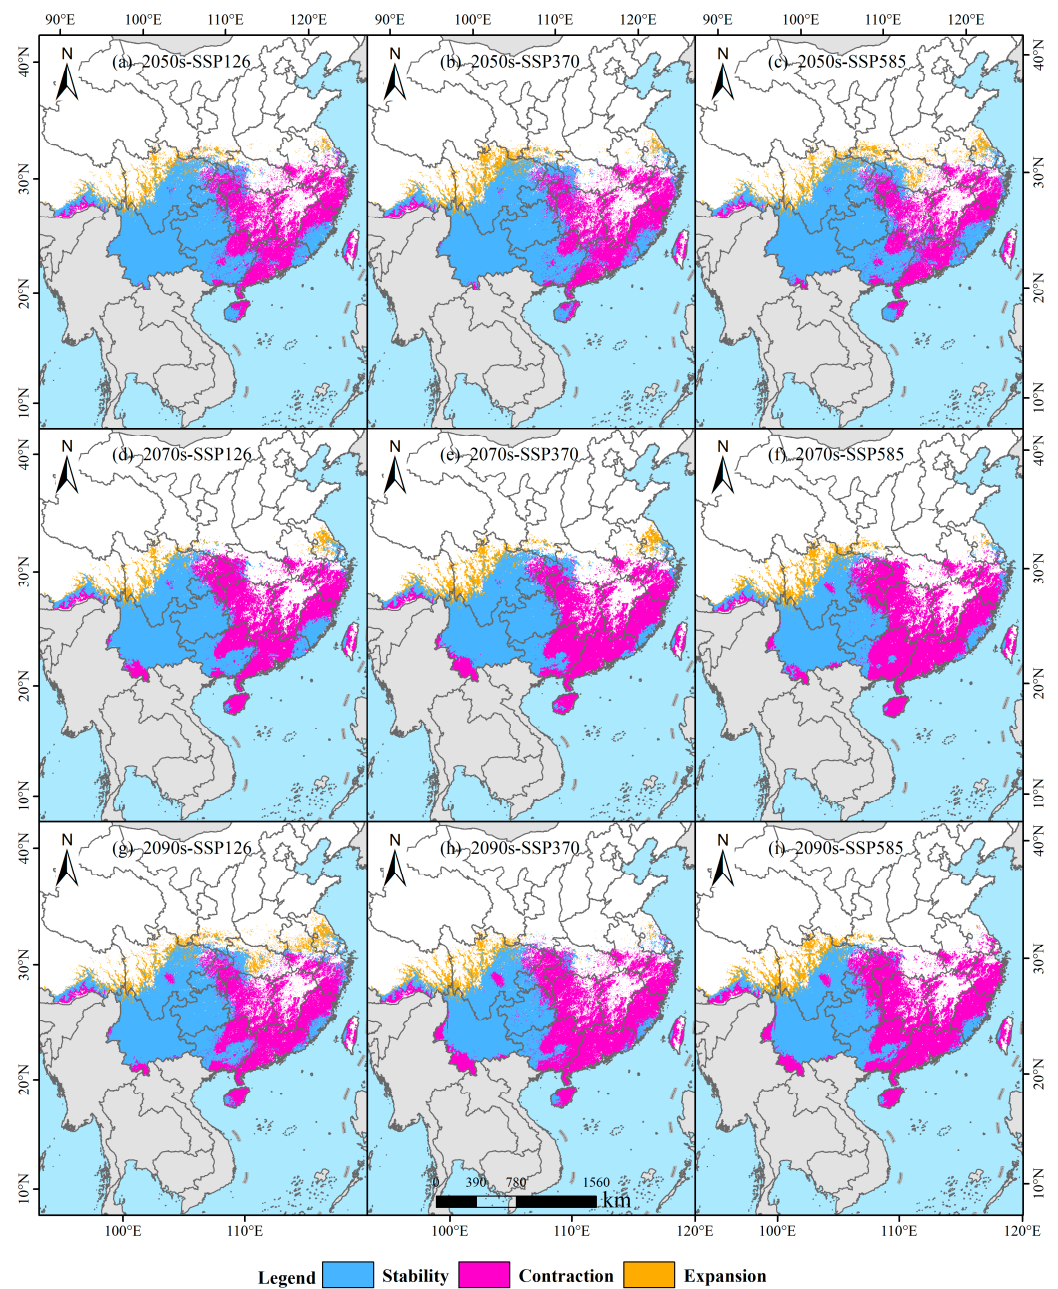 90°E 100°E 110°E 120°E 90°E 100°E 110°E 120°E 90°E 100°E 110°E 120°E
N (a) 2050s-SSP126 N (b) 2050s-SSP370 N (c) 2050s-SSP585
40°N 40°N
30°N 30°N
20°N 20°N
10°N 10°N
N (d) 2070s-SSP126 N (e) 2070s-SSP370 N (f) 2070s-SSP585
40°N 40°N
30°N 30°N
20°N 20°N
10°N 10°N
N (g) 2090s-SSP126 N (h) 2090s-SSP370 N (i) 2090s-SSP585
40°N 40°N
30°N 30°N
20°N 20°N
10°N 10°N
0 390 780 1560
km
100°E 110°E 100°E 110°E 120°E 100°E 110°E 120°E
Legend Stability Contraction Expansion